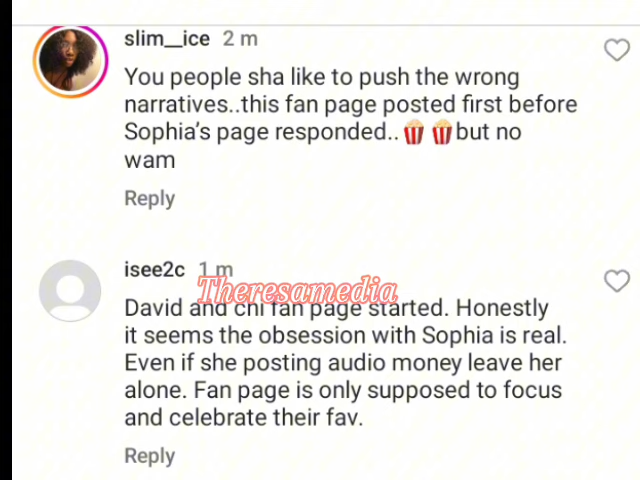 slim__ice 2 m
You people sha like to push the wrong
narratives..this fan page posted first before
Sophia's page responded..🍿🍿but no
wam
Reply
isee2c 1 m
Theresamedia
David and chi fan page started. Honestly
it seems the obsession with Sophia is real.
Even if she posting audio money leave her
alone. Fan page is only supposed to focus
and celebrate their fav.
Reply